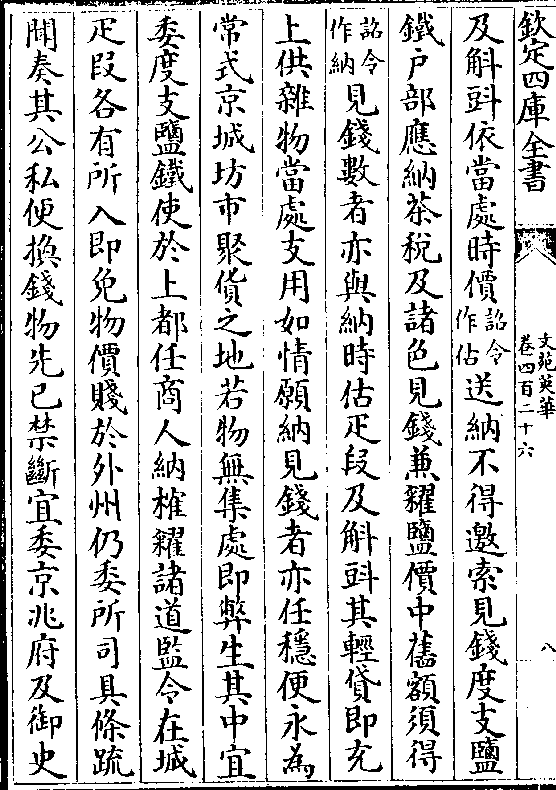 欽定四庫全書
文苑英華
卷四百二十六
八
及斛㪷依當處時價詔令作估送納不得邀索見錢度支鹽
鐵戶部應納茶税及諸色見錢兼糴鹽價中舊額須得
詔令作納見錢數者亦與納時估疋段及斛㪷其輕貸即充
上供雜物當處支用如情願納見錢者亦任穩便永為
常式京城坊市聚貨之地若物無集處即弊生其中宜
委度支鹽鐵使於上都任商人納榷糴諸道監令在城
疋段各有所入即免物價賤於外州仍委所司具條疏
聞奏其公私便換錢物先已禁斷宜委京兆府及御史